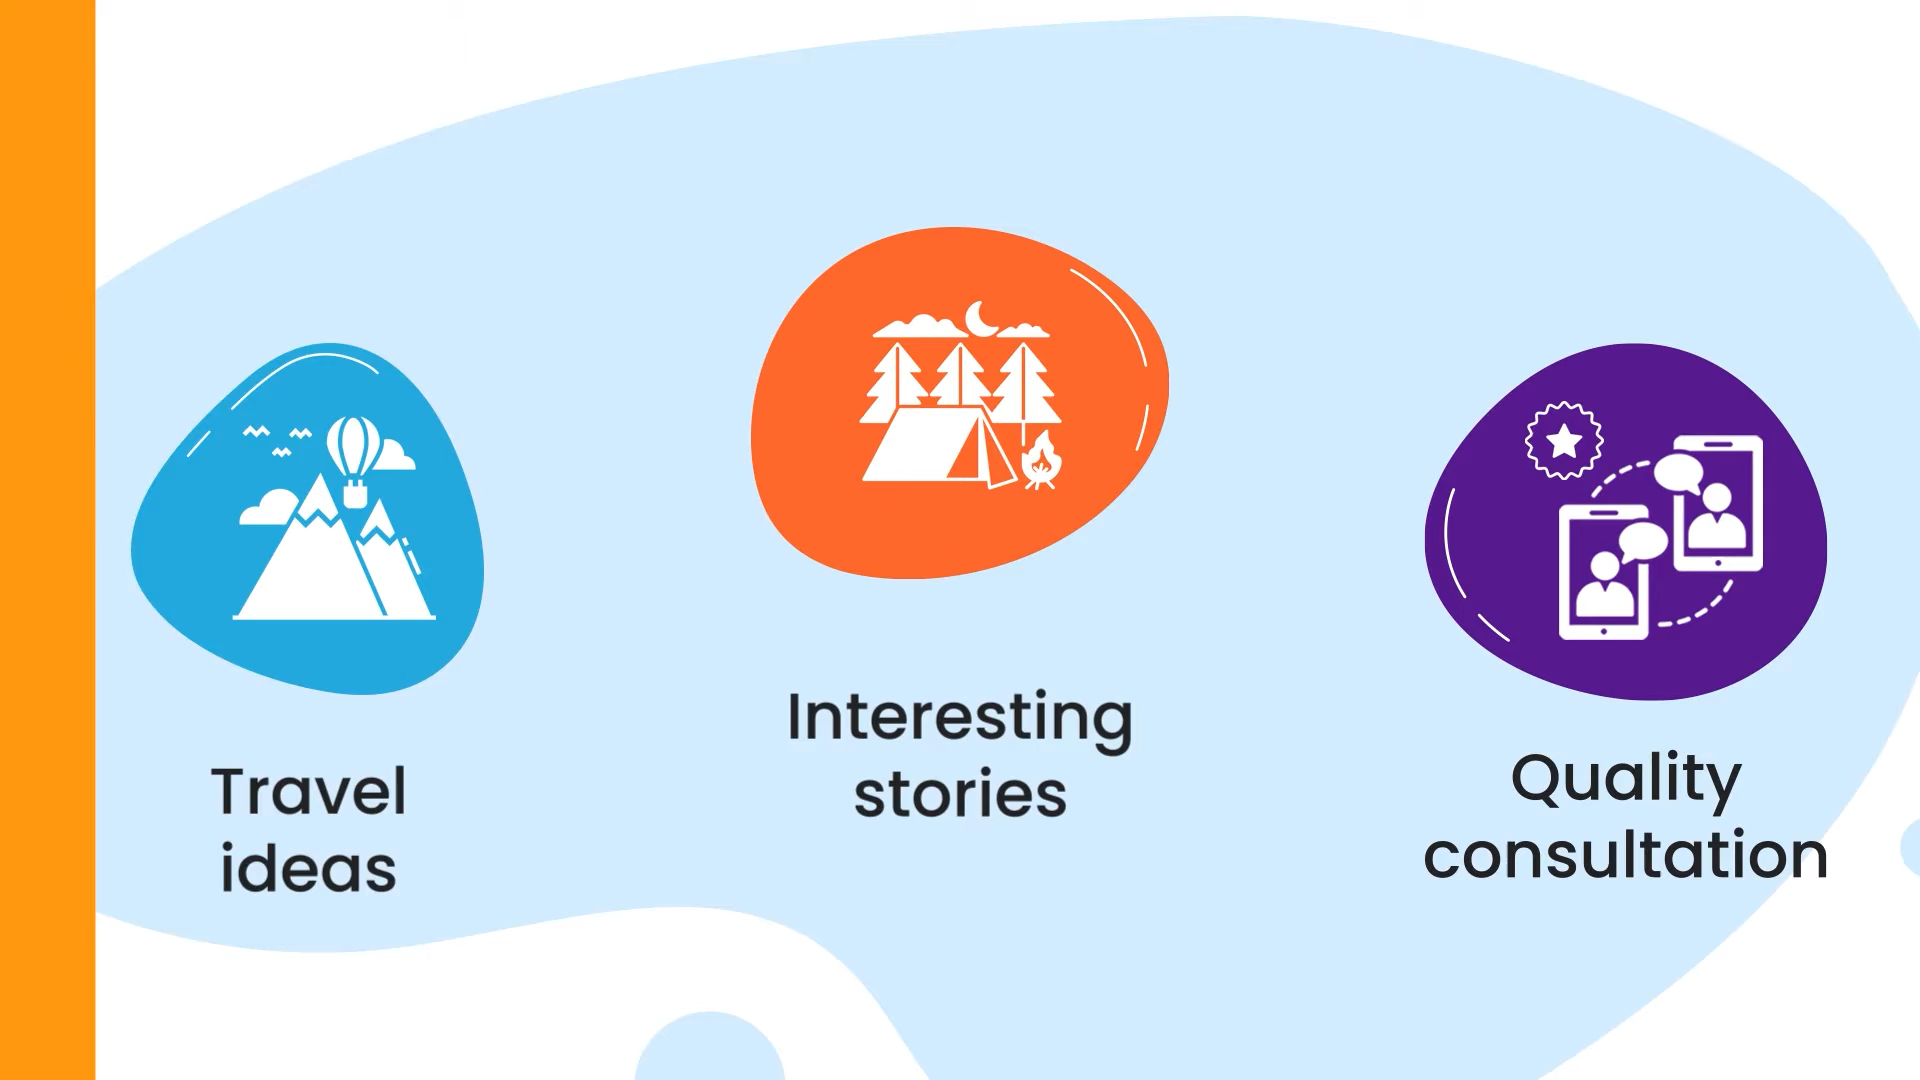 Travel
ideas
Interesting
stories
Quality
consultation